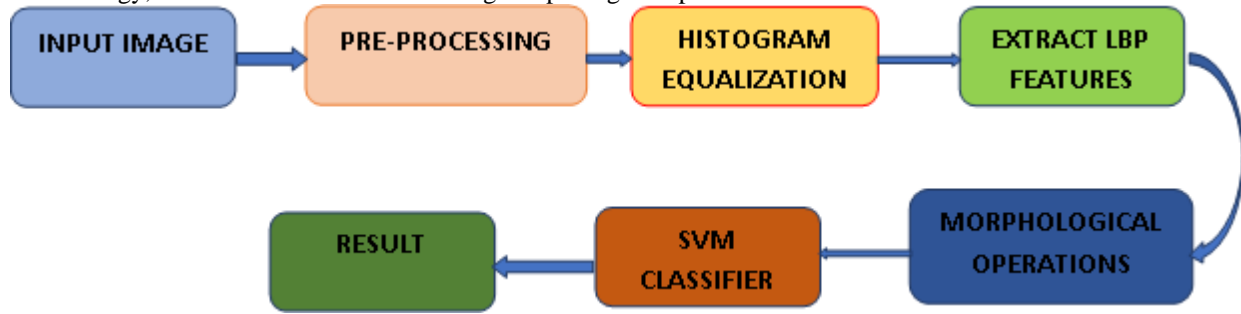 INPUT IMAGE
PRE-PROCESSING
HISTOGRAM
EQUALIZATION
EXTRACT LBP
FEATURES
MORPHOLOGICAL
OPERATIONS
SVM
CLASSIFIER
RESULT